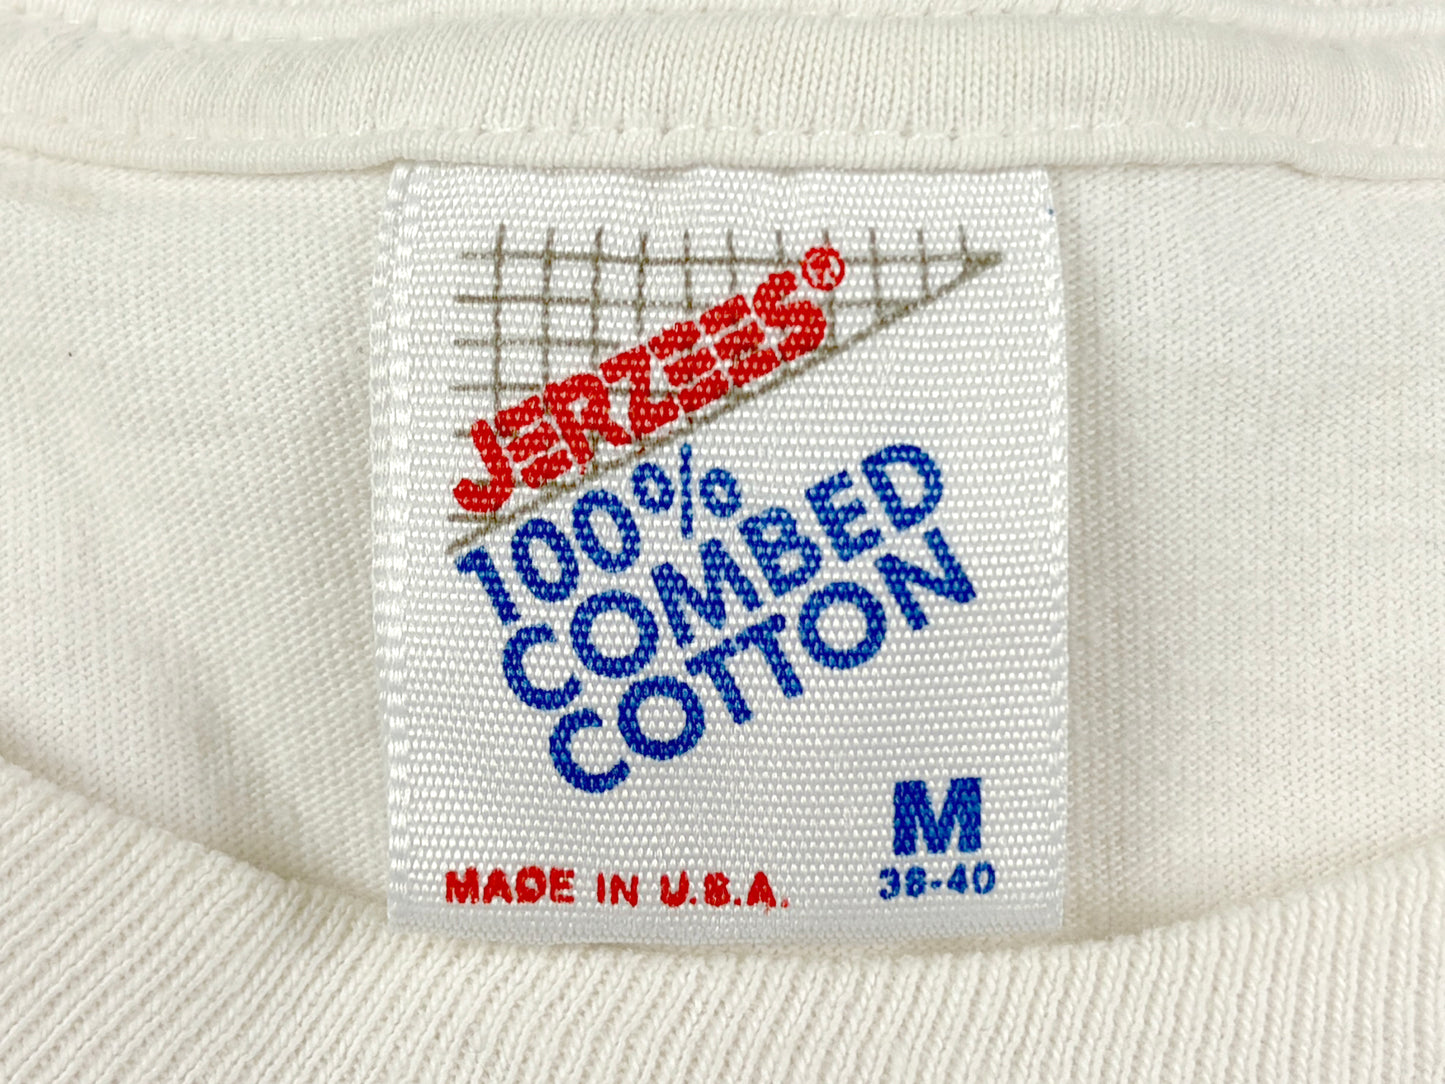 JERZEES®
100%
COMBED
COTTON
M
38-40
MADE IN U.S.A.